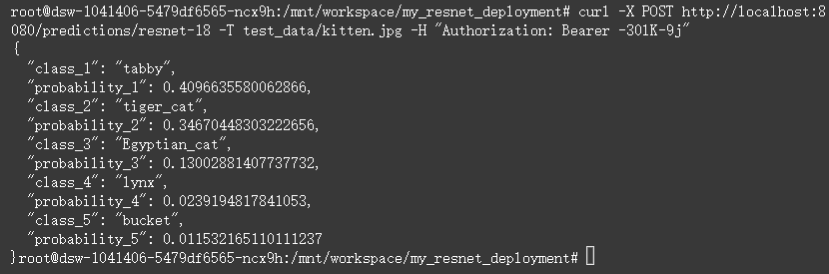 root@dsw-1041406-5479df6565-ncx9h:/mnt/workspace/my_resnet_deployment# curl -X POST http://localhost:8
080/predictions/resnet-18 -T test_data/kitten.jpg -H "Authorization: Bearer -301K-9j"
{
  "class_1": "tabby",
  "probability_1": 0.4096635580062866,
  "class_2": "tiger_cat",
  "probability_2": 0.34670448303222656,
  "class_3": "Egyptian_cat",
  "probability_3": 0.13002881407737732,
  "class_4": "lynx",
  "probability_4": 0.0239194817841053,
  "class_5": "bucket",
  "probability_5": 0.011532165110111237
}root@dsw-1041406-5479df6565-ncx9h:/mnt/workspace/my_resnet_deployment#